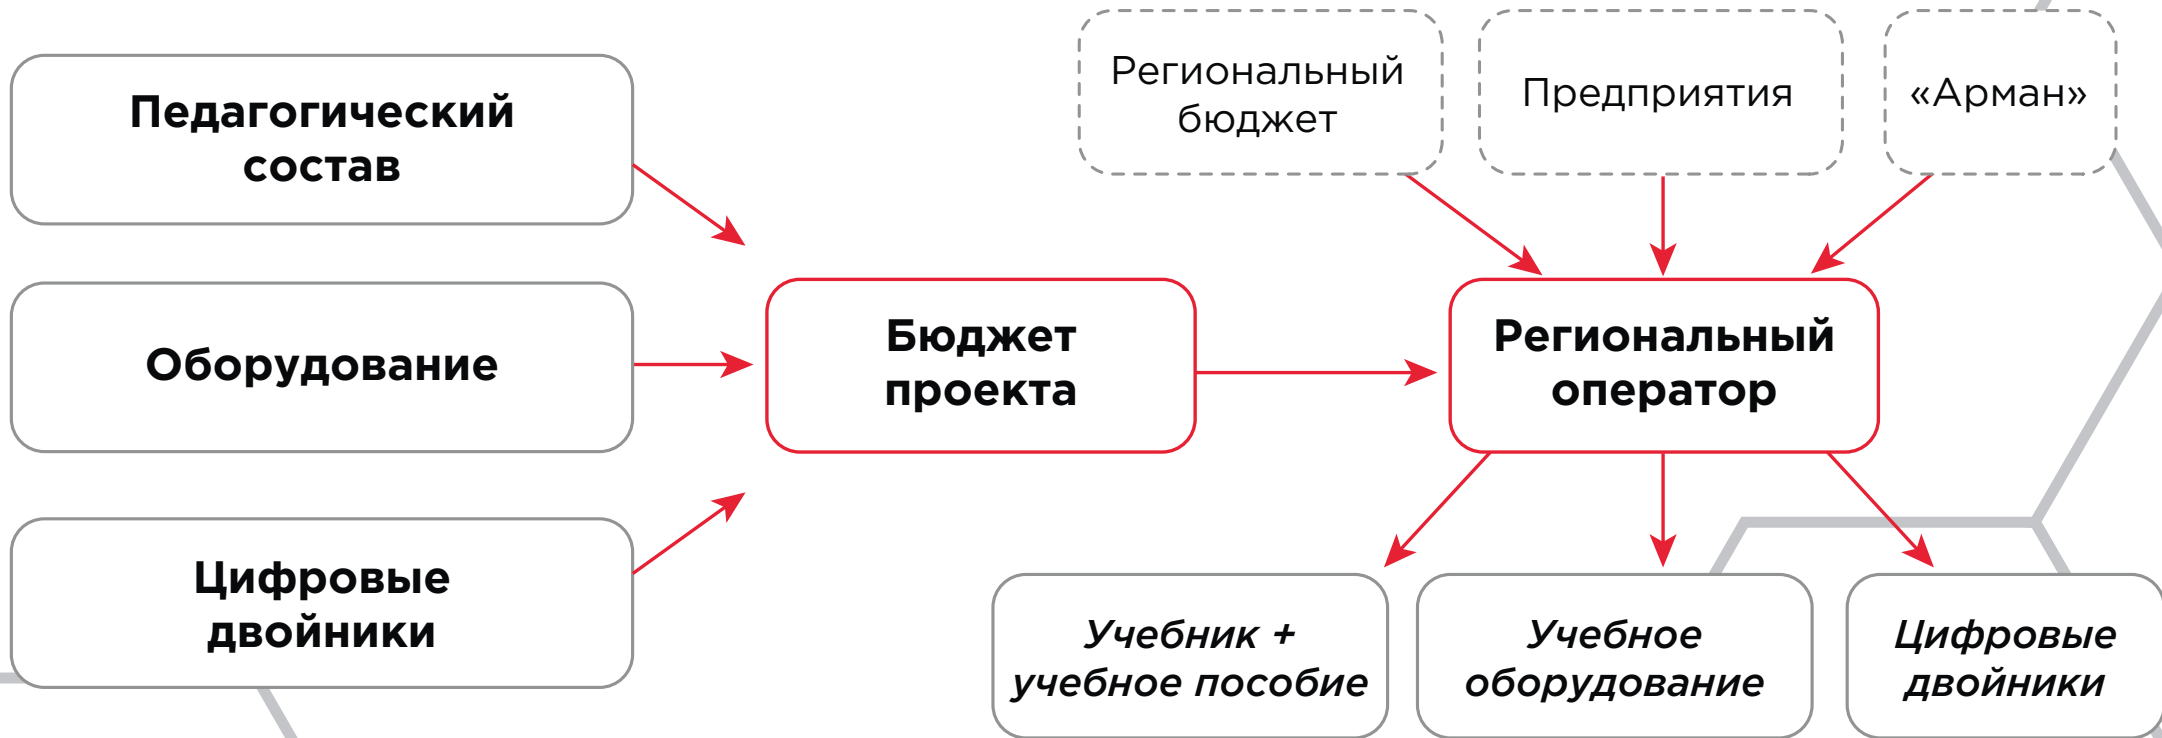 Педагогический
состав
Оборудование
Цифровые
двойники
Бюджет
проекта
Региональный
бюджет
Предприятия
«Арман»
Региональный
оператор
Учебник +
учебное пособие
Учебное
оборудование
Цифровые
двойники